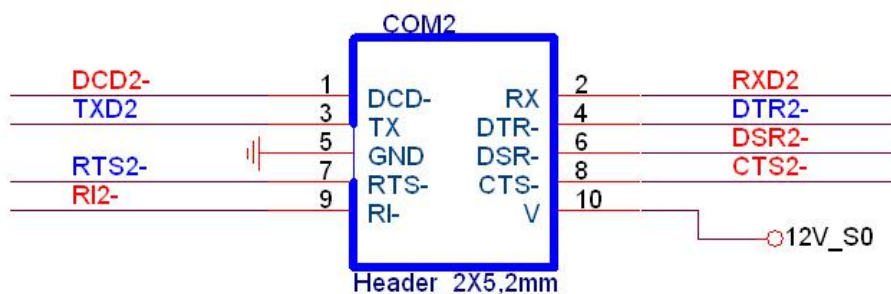 COM2
DCD2- 1 DCD- RX 2 RXD2
TXD2 3 TX DTR- 4 DTR2-
5 GND DSR- 6 DSR2-
RTS2- 7 RTS- CTS- 8 CTS2-
RI2- 9 RI- V 10
12V_S0
Header 2X5,2mm